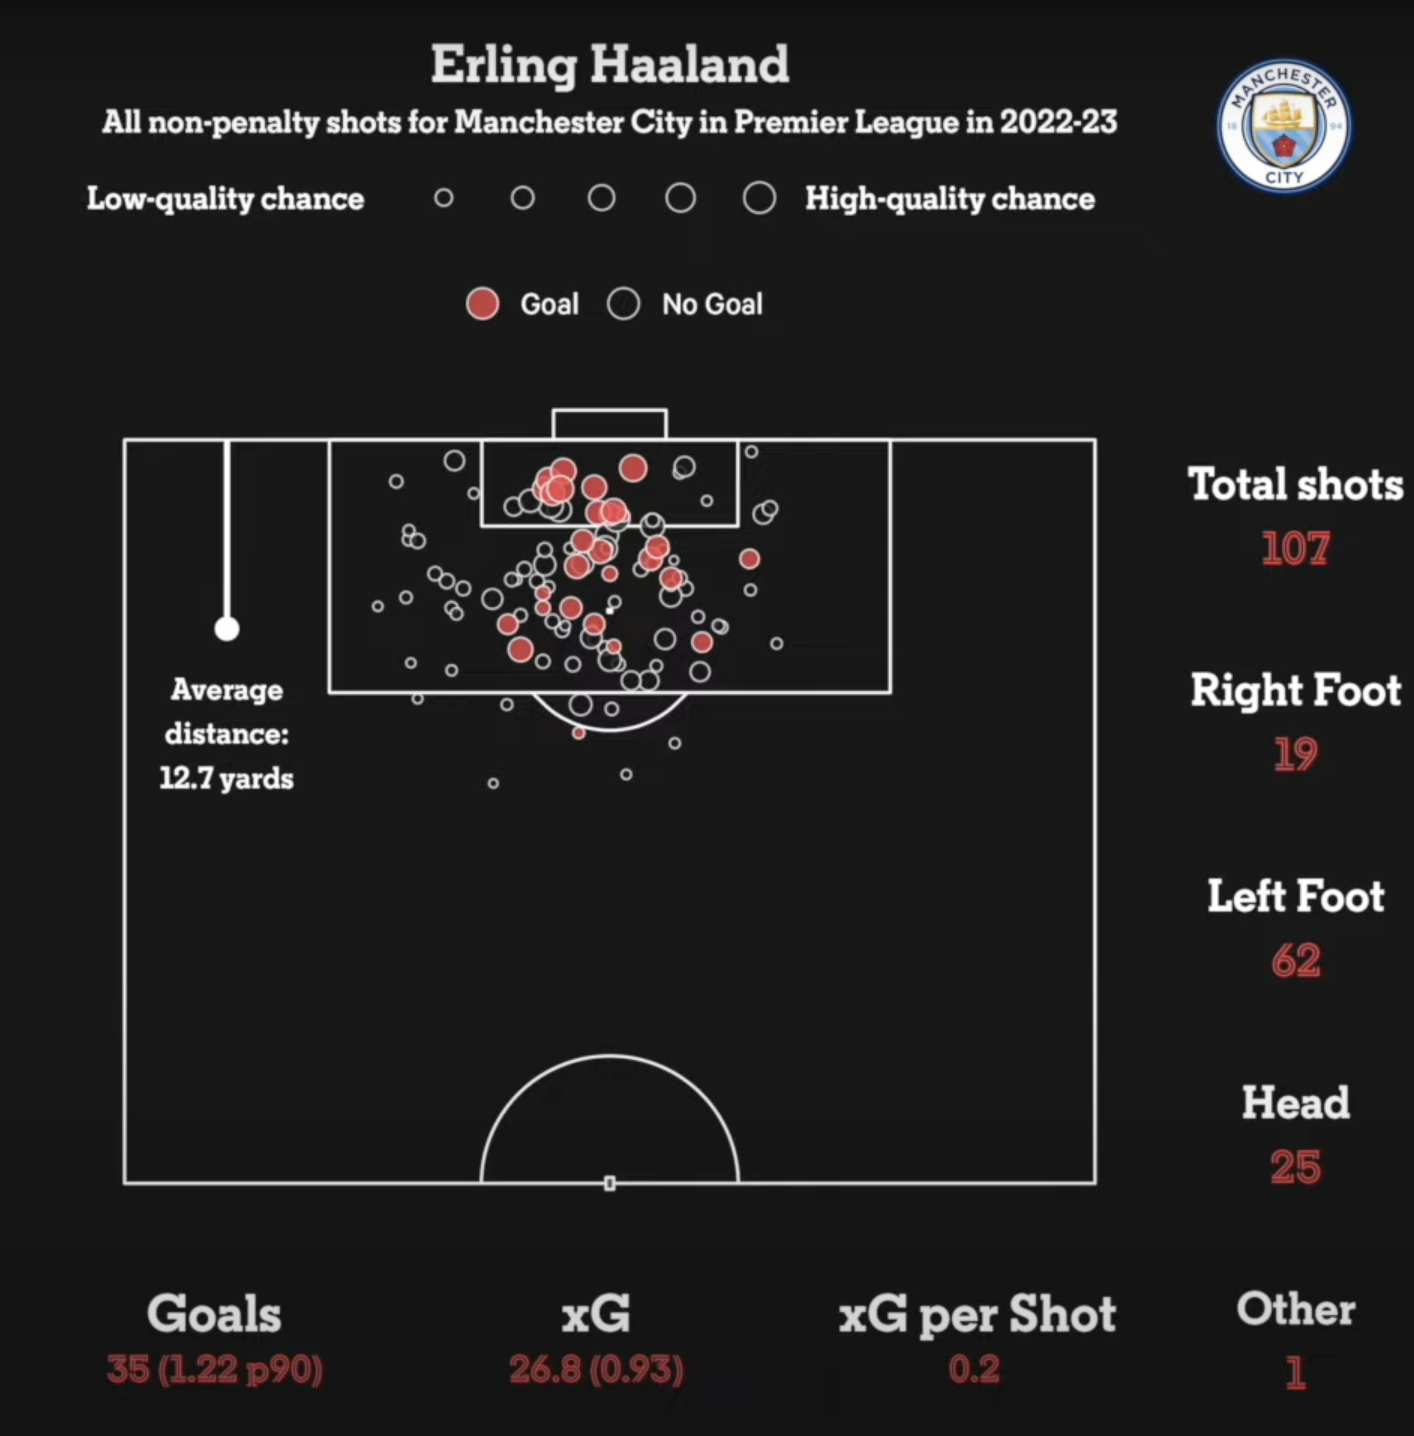 Erling Haaland
All non-penalty shots for Manchester City in Premier League in 2022-23
MANCHESTER
18 94
CITY
Low-quality chance
High-quality chance
Goal
No Goal
Total shots
107
Right Foot
19
Average
distance:
12.7 yards
Left Foot
62
Head
25
Goals
35 (1.22 p90)
xG
26.8 (0.93)
xG per Shot
0.2
Other
1